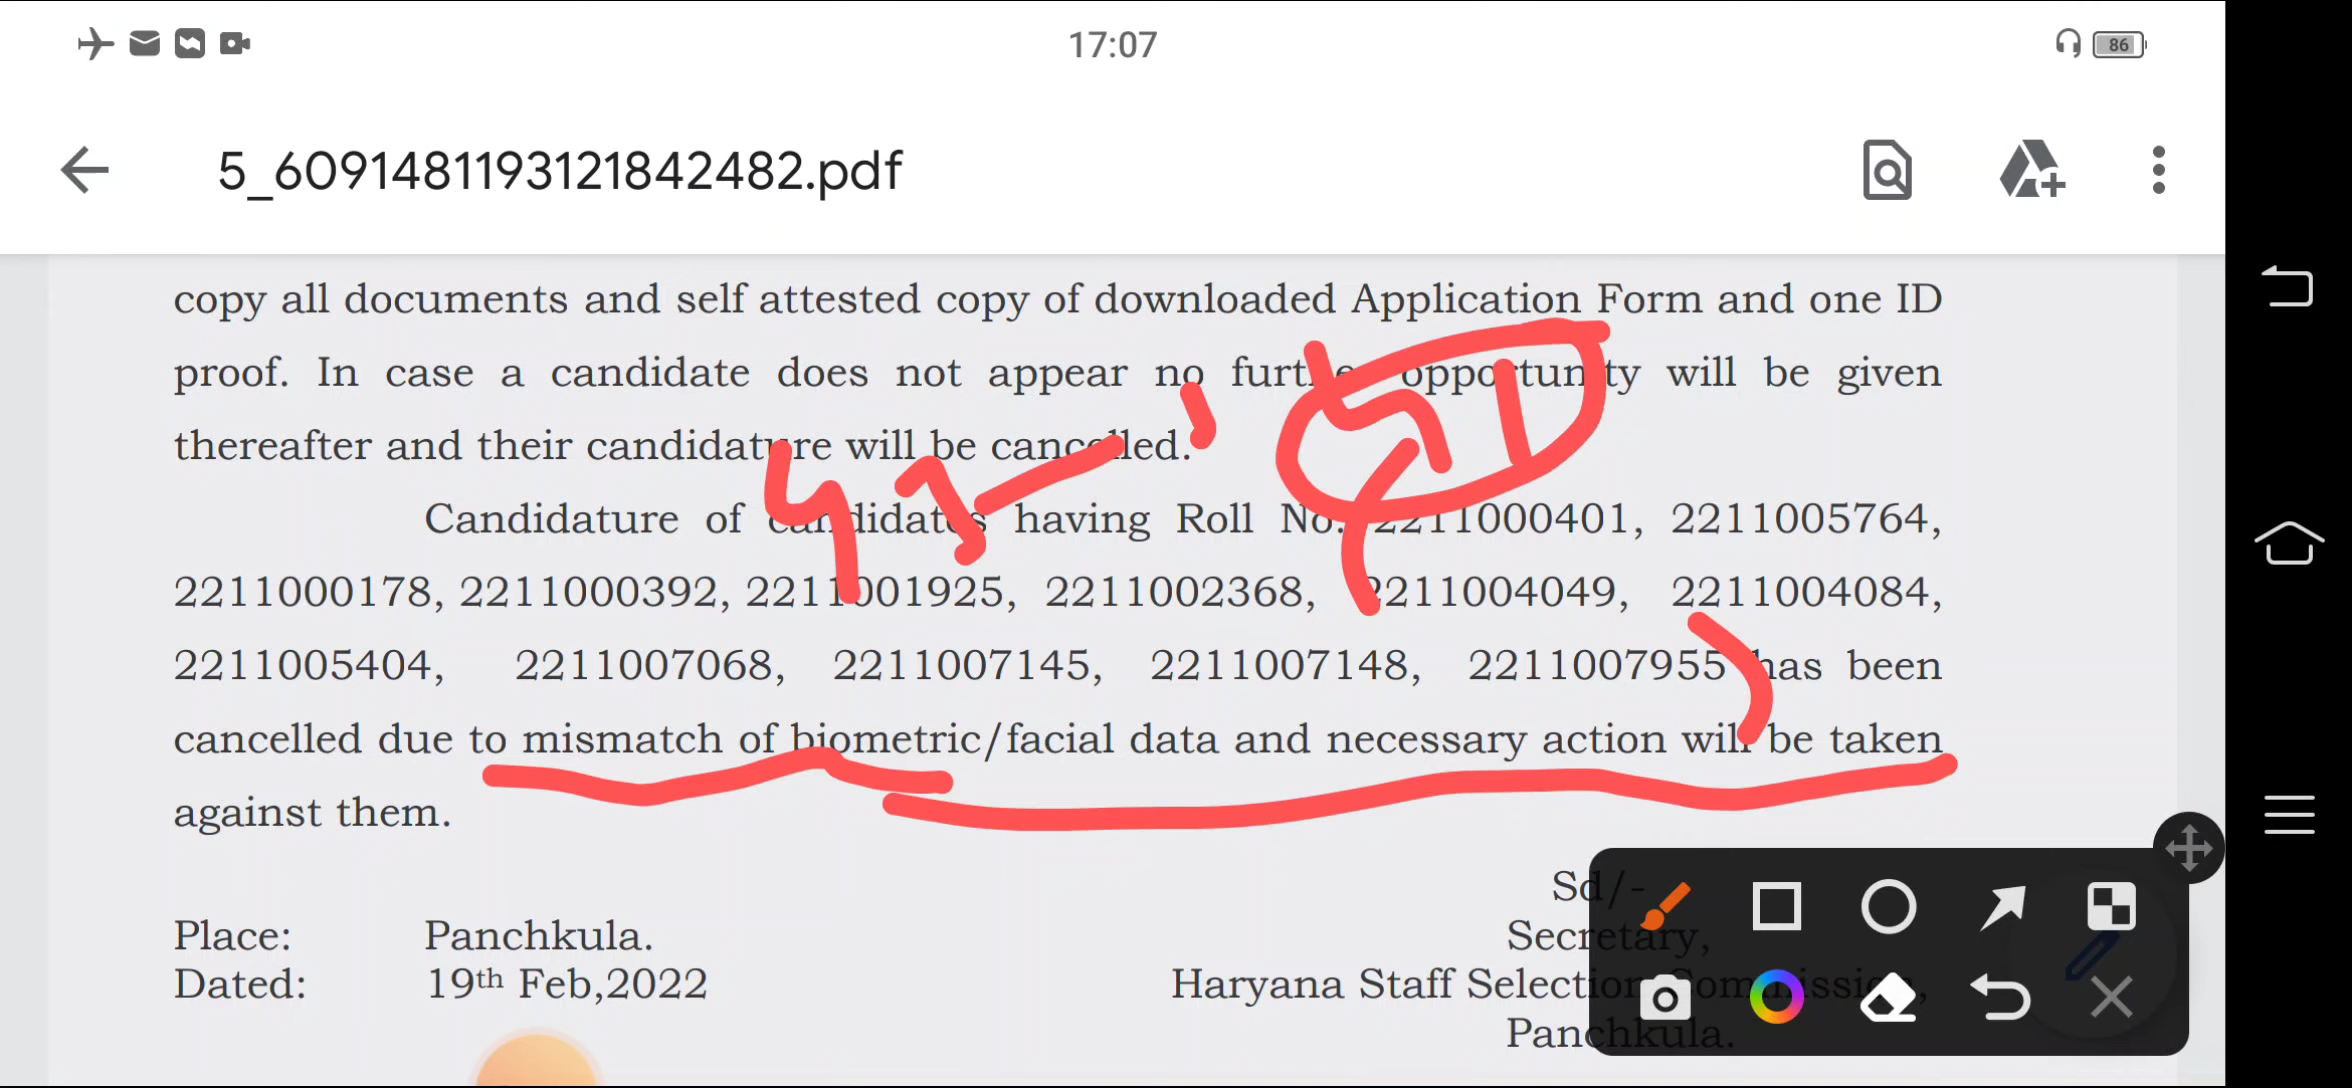 17:07
86
5_6091481193121842482.pdf
copy all documents and self attested copy of downloaded Application Form and one ID
proof. In case a candidate does not appear no further opportunity will be given
thereafter and their candidature will be cancelled.
Candidature of candidates having Roll No. 2211000401, 2211005764,
2211000178, 2211000392, 2211001925, 2211002368, 2211004049, 2211004084,
2211005404, 2211007068, 2211007145, 2211007148, 2211007955 has been
cancelled due to mismatch of biometric/facial data and necessary action will be taken
against them.
Sd/-
Place: Panchkula. Secretary,
Dated: 19th Feb,2022 Haryana Staff Selection Commission,
Panchkula.